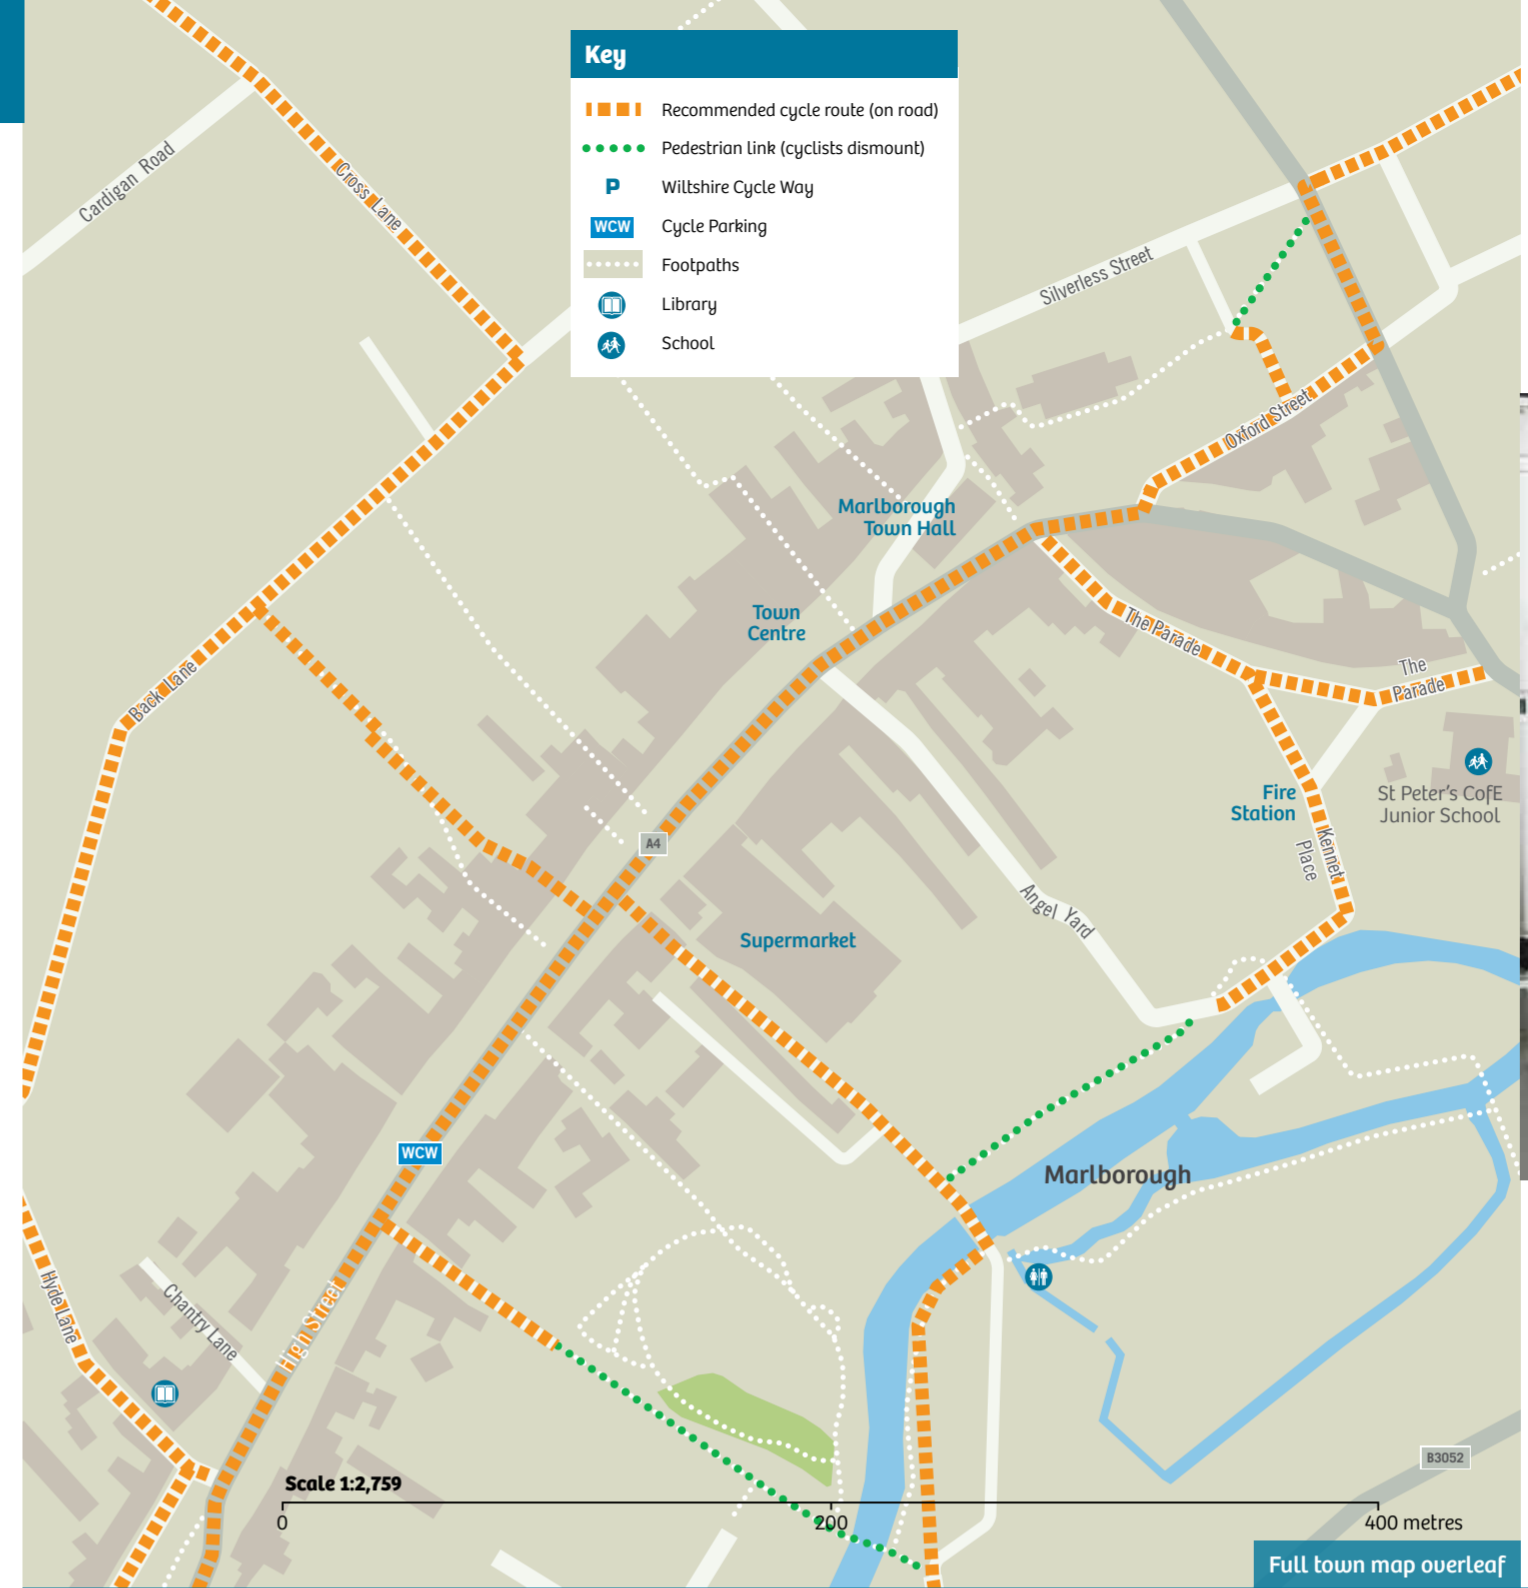 Key
Recommended cycle route (on road)
Pedestrian link (cyclists dismount)
P
Wiltshire Cycle Way
WCW
Cycle Parking
Footpaths
Library
School
Cardigan Road
Cross Lane
Silverless Street
Oxford Street
Marlborough
Town Hall
Town
Centre
The Parade
The
Parade
Back Lane
Fire
Station
St Peter's CofE
Junior School
Kennet
Place
A4
Angel Yard
Supermarket
WCW
Marlborough
Hyde Lane
Chantry Lane
High Street
B3052
Scale 1:2,759
0
200
400 metres
Full town map overleaf